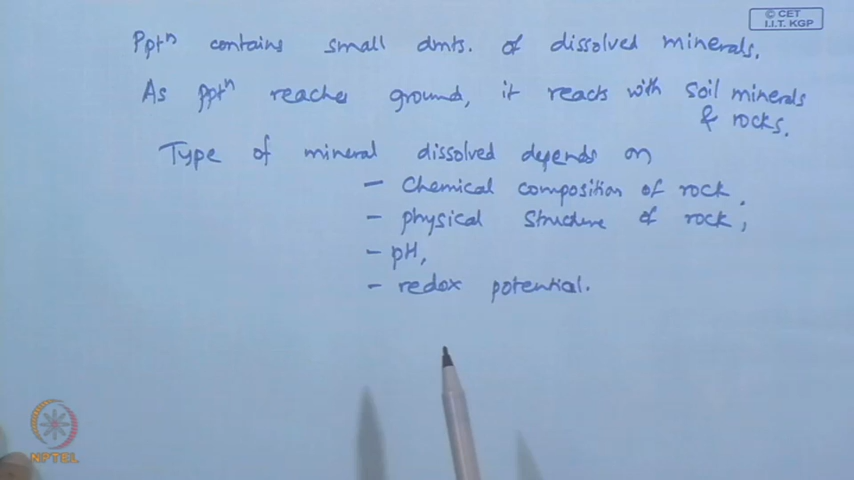 © CET
I.I.T. KGP
Pptⁿ contains small amts. of dissolved minerals.
As pptⁿ reaches ground, it reacts with soil minerals
& rocks.
Type of mineral dissolved depends on
– Chemical composition of rock,
– physical structure of rock,
– pH,
– redox potential.
NPTEL